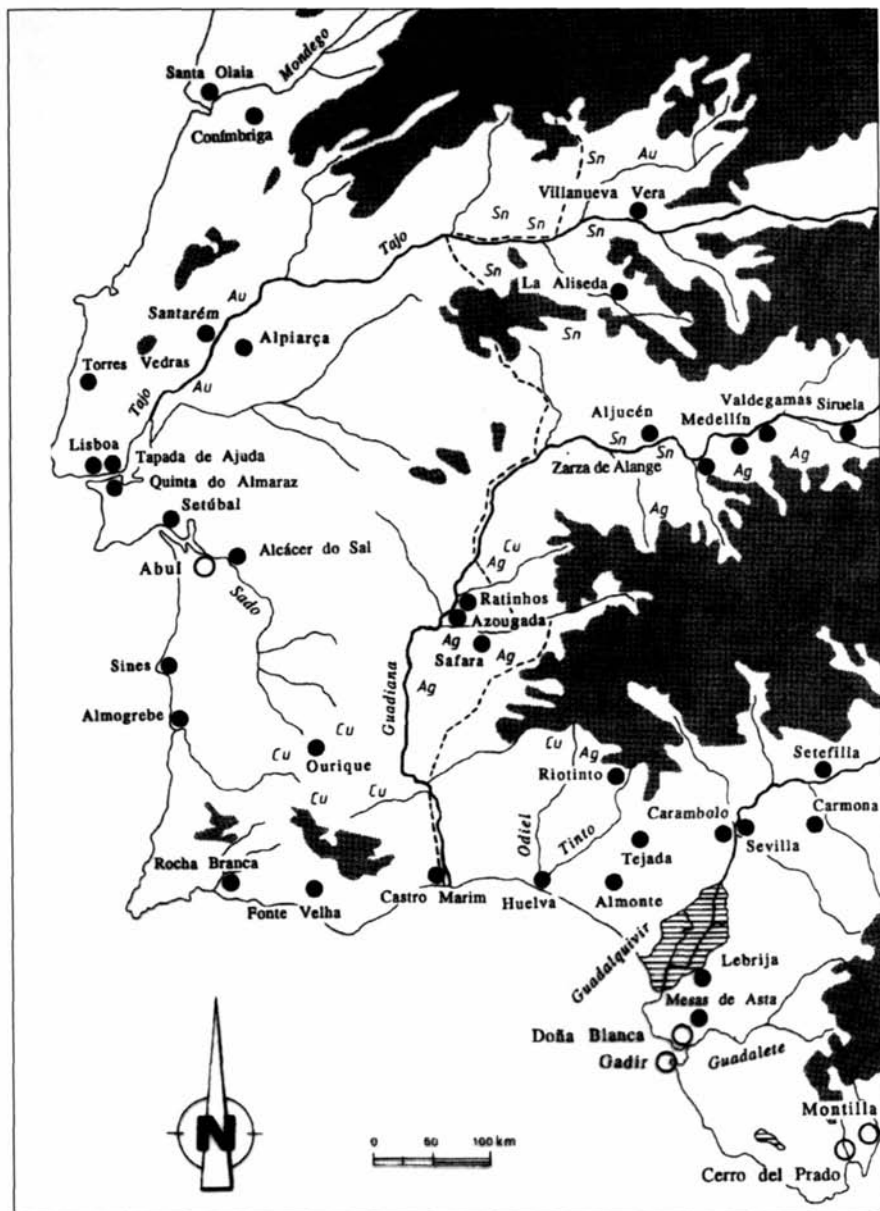 Mondego
Santa Olaia
Conímbriga
Sn
Au
Villanueva Vera
Sn
Sn
Sn
Tajo
Sn
La Aliseda
Au
Santarém
Alpiarça
Sn
Torres Vedras
Tajo
Au
Valdegamas
Siruela
Aljucén
Medellín
Lisboa
Tapada de Ajuda
Sn
Sn
Zarza de Alange
Ag
Ag
Quinta do Almaraz
Setúbal
Ag
Alcácer do Sal
Cu
Abul
Ag
Sado
Ratinhos
Azougada
Ag
Safara
Ag
Sines
Guadiana
Ag
Almogrebe
Cu
Cu
Ourique
Cu
Ag
Setefilla
Riotinto
Cu
Carambolo
Carmona
Odiel
Tinto
Sevilla
Tejada
Rocha Branca
Fonte Velha
Castro Marim
Huelva
Almonte
Guadalquivir
Lebrija
Mesas de Asta
Doña Blanca
Guadalete
Gadir
Montilla
N
0 50 100 km
Cerro del Prado